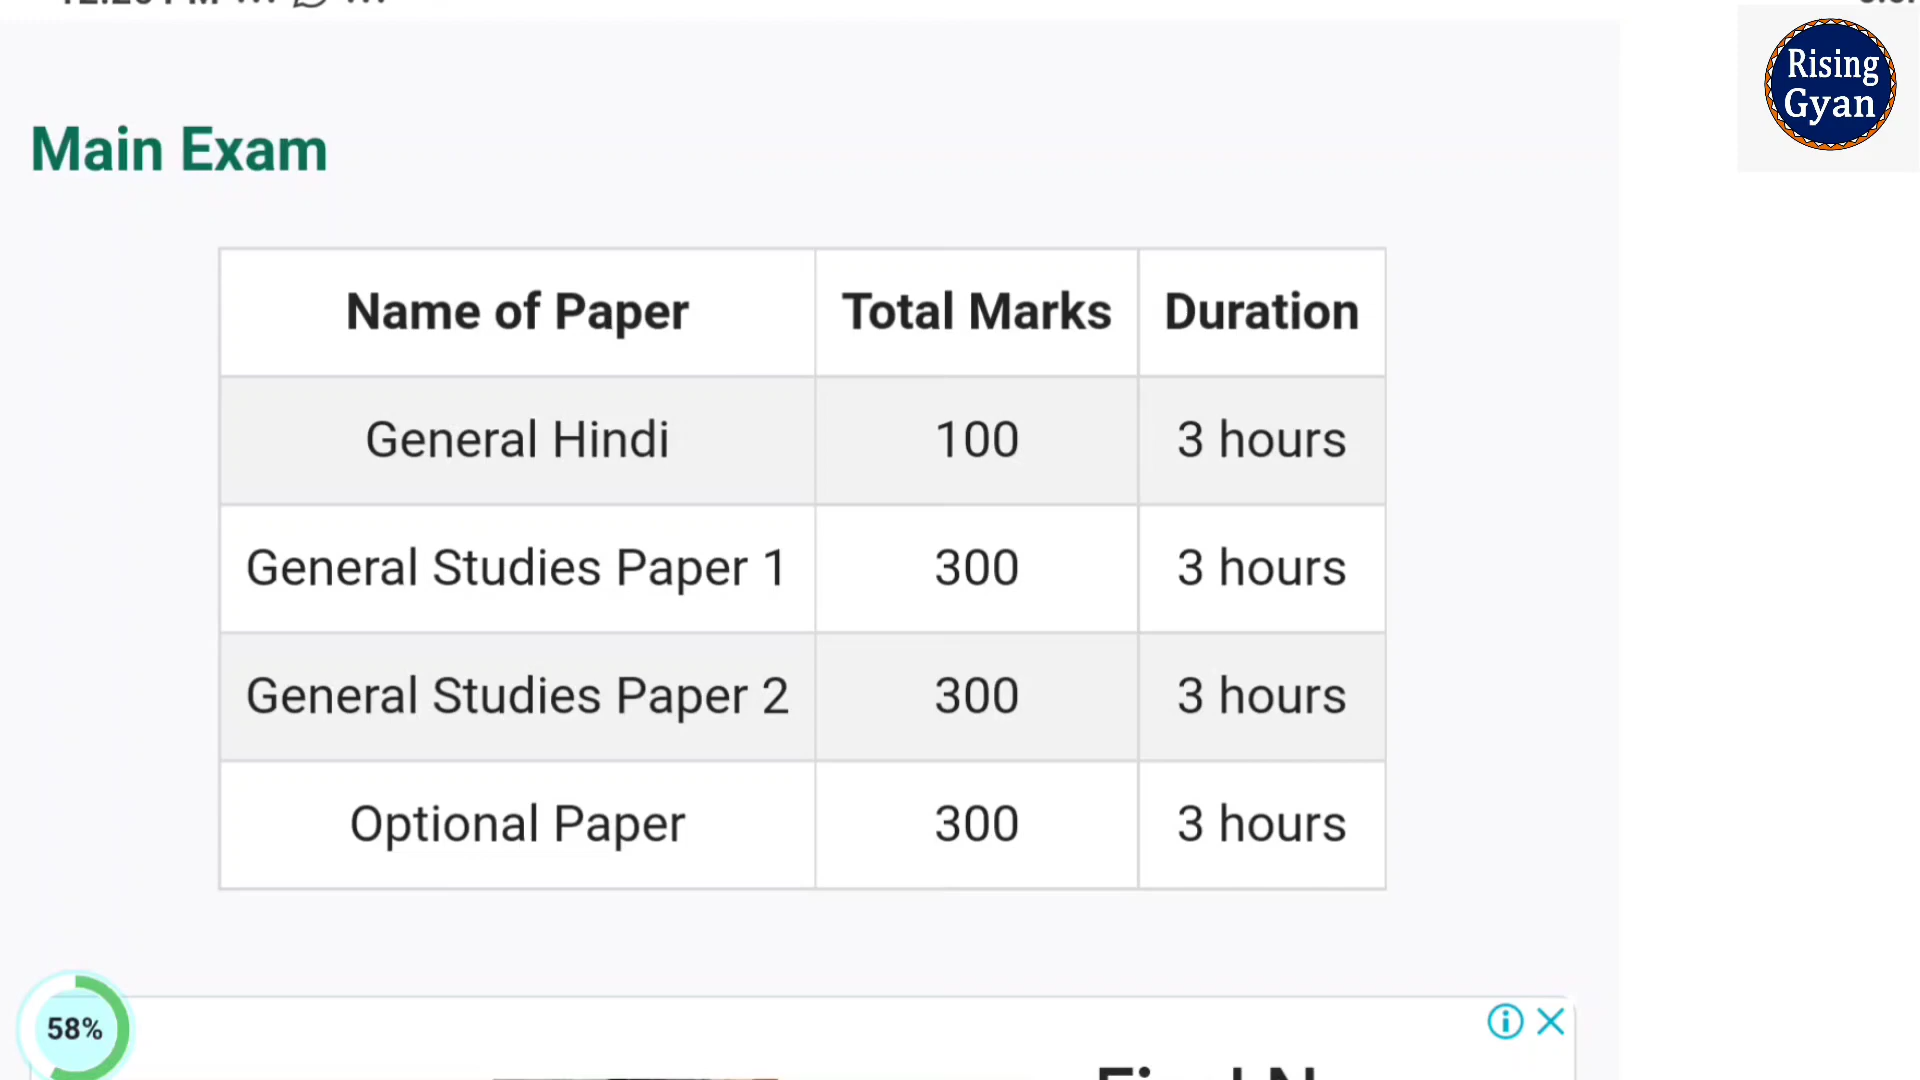 Rising
Gyan
Main Exam
Name of Paper Total Marks Duration
General Hindi 100 3 hours
General Studies Paper 1 300 3 hours
General Studies Paper 2 300 3 hours
Optional Paper 300 3 hours
58%